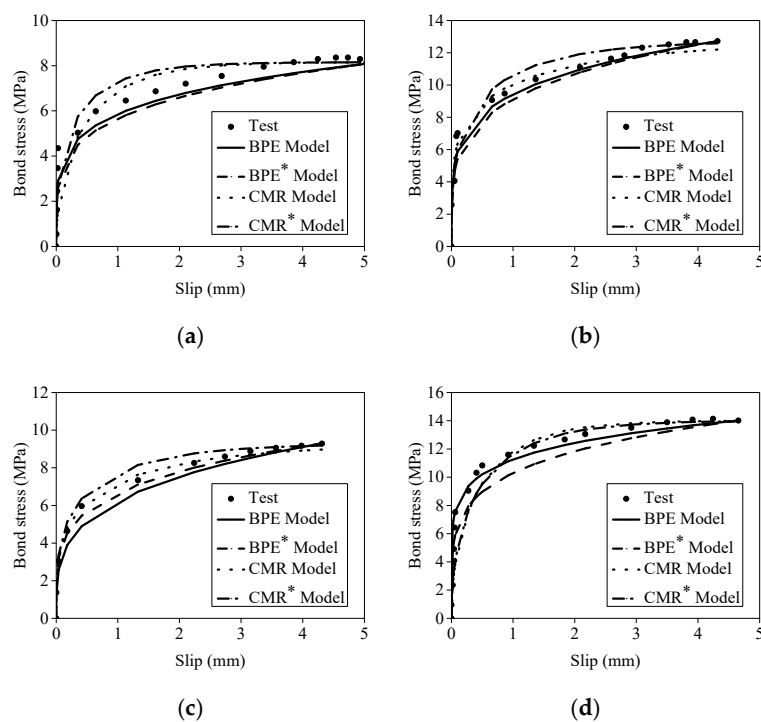 10
8
6
4
2
0
Bond stress (MPa)
Test
BPE Model
BPE* Model
CMR Model
CMR* Model
0 1 2 3 4 5
Slip (mm)
(a)
14
12
10
8
6
4
2
0
Bond stress (MPa)
Test
BPE Model
BPE* Model
CMR Model
CMR* Model
0 1 2 3 4 5
Slip (mm)
(b)
12
10
8
6
4
2
0
Bond stress (MPa)
Test
BPE Model
BPE* Model
CMR Model
CMR* Model
0 1 2 3 4 5
Slip (mm)
(c)
16
14
12
10
8
6
4
2
0
Bond stress (MPa)
Test
BPE Model
BPE* Model
CMR Model
CMR* Model
0 1 2 3 4 5
Slip (mm)
(d)